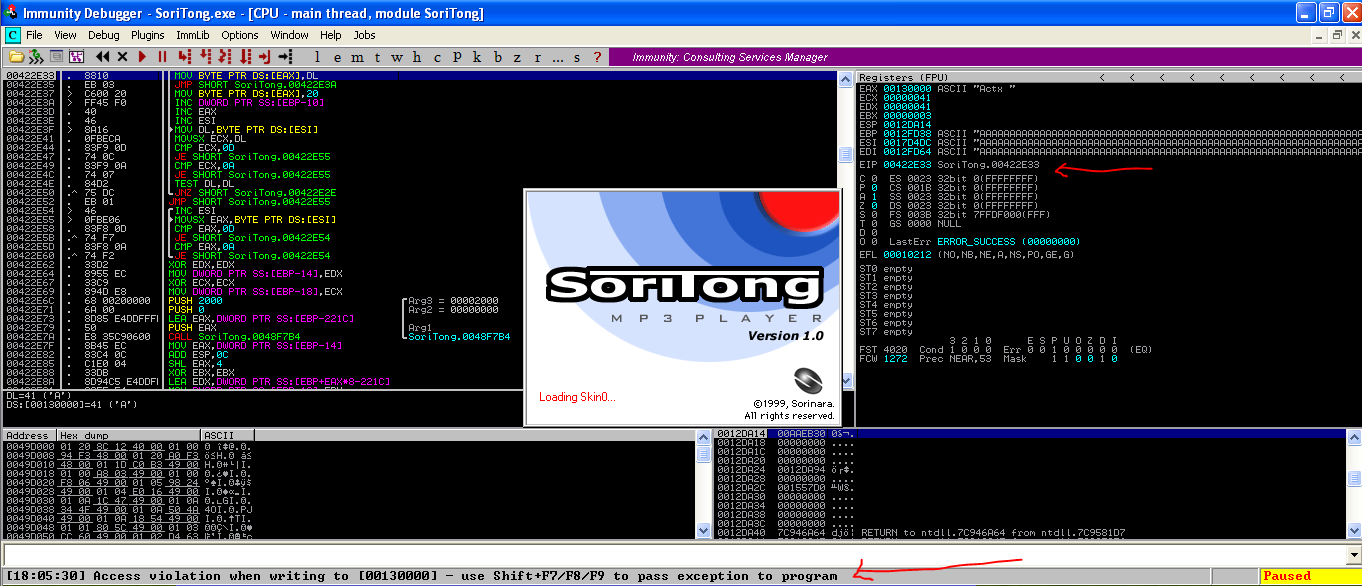 Immunity Debugger - SoriTong.exe - [CPU - main thread, module SoriTong]
C File View Debug Plugins ImmLib Options Window Help Jobs
l e m t w h c P k b z r ... s ? Immunity: Consulting Services Manager
00422E33 . 8810 MOV BYTE PTR DS:[EAX],DL
00422E35 . EB 03 JMP SHORT SoriTong.00422E3A
00422E37 > C600 20 MOV BYTE PTR DS:[EAX],20
00422E3A > FF45 F0 INC DWORD PTR SS:[EBP-10]
00422E3D . 40 INC EAX
00422E3E . 46 INC ESI
00422E3F > 8A16 MOV DL,BYTE PTR DS:[ESI]
00422E41 . 0FBECA MOVSX ECX,DL
00422E44 . 83F9 0D CMP ECX,0D
00422E47 . 74 0C JE SHORT SoriTong.00422E55
00422E49 . 83F9 0A CMP ECX,0A
00422E4C . 74 07 JE SHORT SoriTong.00422E55
00422E4E . 84D2 TEST DL,DL
00422E50 .^ 75 DC JNZ SHORT SoriTong.00422E2E
00422E52 . EB 01 JMP SHORT SoriTong.00422E55
00422E54 > 46 INC ESI
00422E55 > 0FBE06 MOVSX EAX,BYTE PTR DS:[ESI]
00422E58 . 83F8 0D CMP EAX,0D
00422E5B .^ 74 F7 JE SHORT SoriTong.00422E54
00422E5D . 83F8 0A CMP EAX,0A
00422E60 .^ 74 F2 JE SHORT SoriTong.00422E54
00422E62 . 33D2 XOR EDX,EDX
00422E64 . 8955 EC MOV DWORD PTR SS:[EBP-14],EDX
00422E67 . 33C9 XOR ECX,ECX
00422E69 . 894D E8 MOV DWORD PTR SS:[EBP-18],ECX
00422E6C . 68 00200000 PUSH 2000 Arg3 = 00002000
00422E71 . 6A 00 PUSH 0 Arg2 = 00000000
00422E73 . 8D85 E4DDFFFF LEA EAX,DWORD PTR SS:[EBP-221C]
00422E79 . 50 PUSH EAX Arg1
00422E7A . E8 35C90600 CALL SoriTong.0048F7B4 SoriTong.0048F7B4
00422E7F . 8B45 EC MOV EAX,DWORD PTR SS:[EBP-14]
00422E82 . 83C4 0C ADD ESP,0C
00422E85 . C1E0 04 SHL EAX,4
00422E88 . 33DB XOR EBX,EBX
00422E8A . 8D94C5 E4DDFF LEA EDX,DWORD PTR SS:[EBP+EAX*8-221C]
DL=41 ('A')
DS:[00130000]=41 ('A')
Registers (FPU) < < < < < < < < <
EAX 00130000 ASCII "Actx "
ECX 00000041
EDX 00000041
EBX 00000003
ESP 0012DA14
EBP 0012FD38 ASCII "AAAAAAAAAAAAAAAAAAAAAAAAAAAAAAAAAAAAAAAAAAAAAAAAAAAAA
ESI 0017D4DC ASCII "AAAAAAAAAAAAAAAAAAAAAAAAAAAAAAAAAAAAAAAAAAAAAAAAAAAAA
EDI 0012FD64 ASCII "AAAAAAAAAAAAAAAAAAAAAAAAAAAAAAAAAAAAAAAAAAAAAAAAAAAAA
EIP 00422E33 SoriTong.00422E33
C 0 ES 0023 32bit 0(FFFFFFFF)
P 0 CS 001B 32bit 0(FFFFFFFF)
A 1 SS 0023 32bit 0(FFFFFFFF)
Z 0 DS 0023 32bit 0(FFFFFFFF)
S 0 FS 003B 32bit 7FFDF000(FFF)
T 0 GS 0000 NULL
D 0
O 0 LastErr ERROR_SUCCESS (00000000)
EFL 00010212 (NO,NB,NE,A,NS,PO,GE,G)
ST0 empty
ST1 empty
ST2 empty
ST3 empty
ST4 empty
ST5 empty
ST6 empty
ST7 empty
3 2 1 0 E S P U O Z D I
FST 4020 Cond 1 0 0 0 Err 0 0 1 0 0 0 0 0 (EQ)
FCW 1272 Prec NEAR,53 Mask 1 1 0 0 1 0
SoriTong
MP3 PLAYER
Version 1.0
Loading Skin0...
©1999, Sorinara.
All rights reserved.
Address Hex dump ASCII
0049D000 01 20 8C 12 40 00 01 00
0049D008 94 F3 48 00 01 20 A0 F3
0049D010 48 00 01 1D C0 B3 49 00
0049D018 01 00 A8 03 49 00 01 00
0049D020 F8 06 49 00 01 05 98 24
0049D028 49 00 01 04 E0 16 49 00
0049D030 01 0A 1C 47 49 00 01 0A
0049D038 34 4F 49 00 01 0A 50 4A
0049D040 49 00 01 0A 18 54 49 00
0049D048 01 01 80 5C 49 00 01 03
0049D050 CC 60 49 00 01 02 D4 63
0012DA14 00AAEB30
0012DA18 00000000 ....
0012DA1C 00000000 ....
0012DA20 00000000 ....
0012DA24 0012DA94
0012DA28 00000000 ....
0012DA2C 001557D0
0012DA30 00000000 ....
0012DA34 00000000 ....
0012DA38 00000000 ....
0012DA3C 00000000 ....
0012DA40 7C946A64 RETURN to ntdll.7C946A64 from ntdll.7C9581D7
[18:05:30] Access violation when writing to [00130000] - use Shift+F7/F8/F9 to pass exception to program
Paused